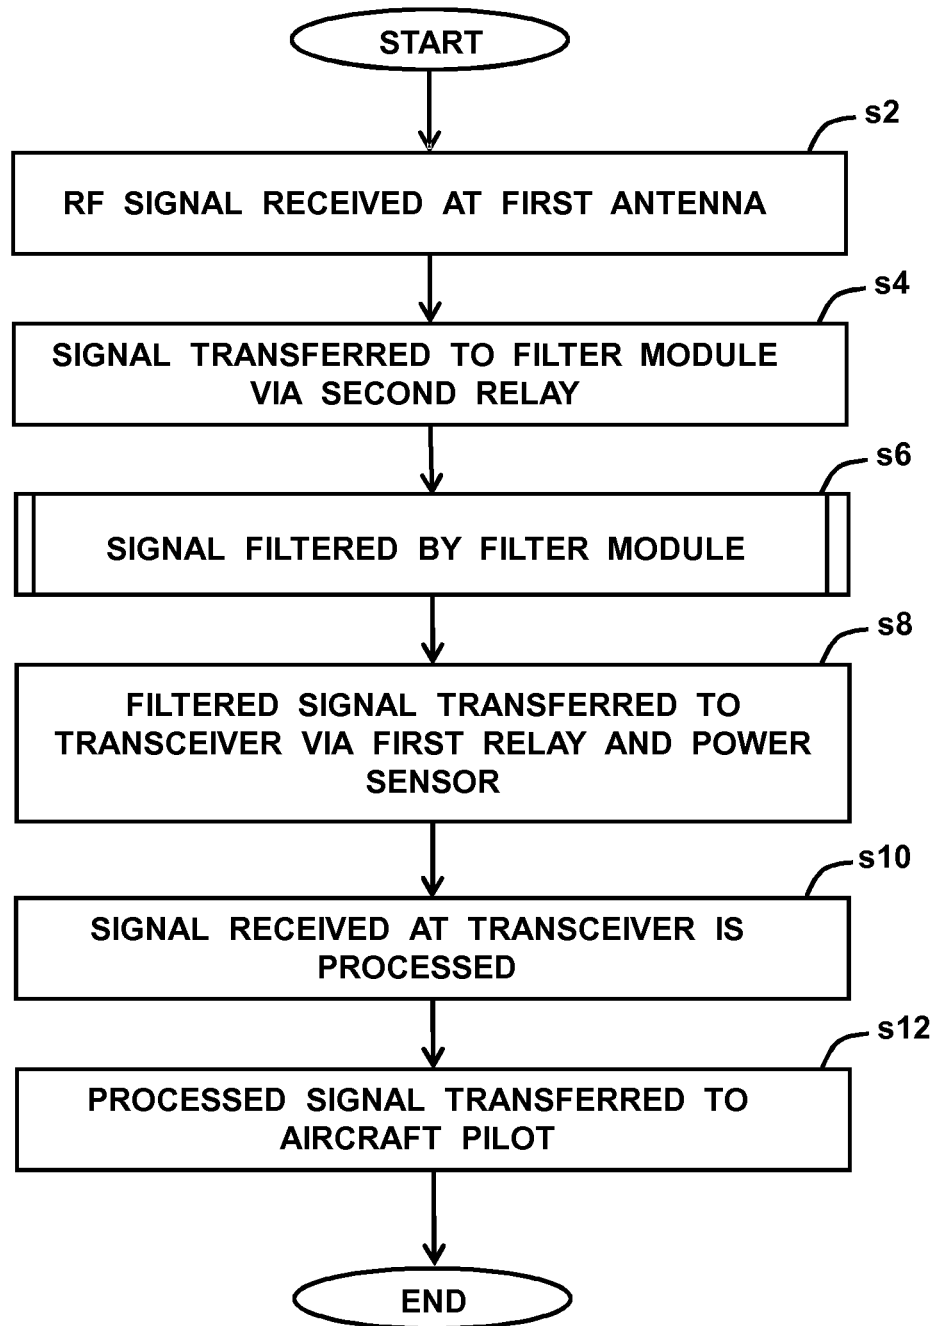 START
s2
RF SIGNAL RECEIVED AT FIRST ANTENNA
s4
SIGNAL TRANSFERRED TO FILTER MODULE
VIA SECOND RELAY
s6
SIGNAL FILTERED BY FILTER MODULE
s8
FILTERED SIGNAL TRANSFERRED TO
TRANSCEIVER VIA FIRST RELAY AND POWER
SENSOR
s10
SIGNAL RECEIVED AT TRANSCEIVER IS
PROCESSED
s12
PROCESSED SIGNAL TRANSFERRED TO
AIRCRAFT PILOT
END